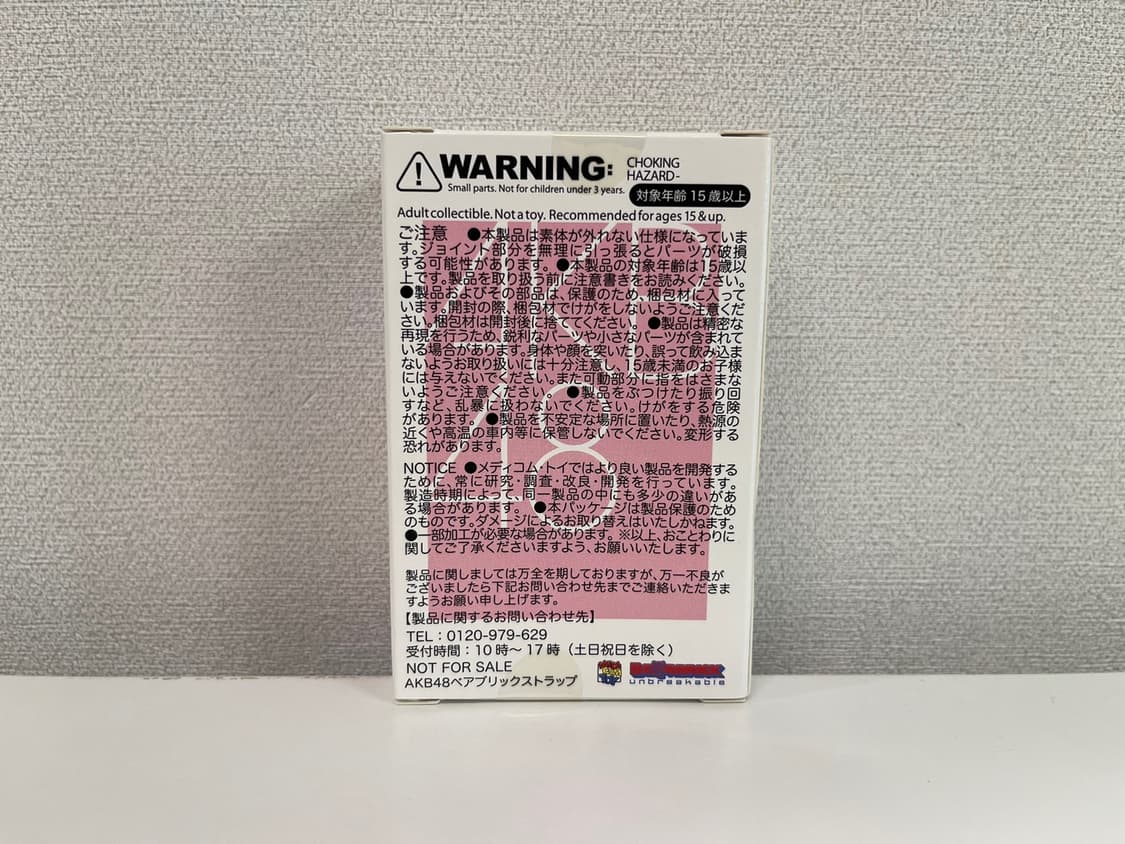 WARNING: CHOKING
HAZARD-
Small parts. Not for children under 3 years.
対象年齢 15 歳以上
Adult collectible. Not a toy. Recommended for ages 15 & up.
ご注意 ●本製品は素体が外れない仕様になっていま
す。ジョイント部分を無理に引っ張るとパーツが破損
する可能性があります。●本製品の対象年齢は15歳以
上です。製品を取り扱う前に注意書きをお読みください。
●製品およびその部品は、保護のため、梱包材に入って
います。開封の際、梱包材でけがをしないようご注意くだ
さい。梱包材は開封後に捨ててください。●製品は精密な
再現を行うため、鋭利なパーツや小さなパーツが含まれて
いる場合があります。身体や顔を突いたり、誤って飲み込ま
ないようお取り扱いには十分注意し、15歳未満のお子様
には与えないでください。また可動部分に指をはさまな
いようご注意ください。●製品をぶつけたり振り回
すなど、乱暴に扱わないでください。けがをする危険
があります。●製品を不安定な場所に置いたり、熱源の
近くや高温の車内等に保管しないでください。変形する
恐れがあります。
NOTICE ●メディコム・トイではより良い製品を開発する
ために、常に研究・調査・改良・開発を行っています。
製造時期によって、同一製品の中にも多少の違いがあ
る場合があります。●本パッケージは製品保護のため
のものです。ダメージによるお取り替えはいたしかねます。
●一部加工が必要な場合があります。※以上、おことわりに
関してご了承くださいますよう、お願いいたします。
製品に関しましては万全を期しておりますが、万一不良が
ございましたら下記お問い合わせ先までご連絡いただきま
すようお願い申し上げます。
【製品に関するお問い合わせ先】
TEL：0120-979-629
受付時間：10時～17時（土日祝日を除く）
NOT FOR SALE
AKB48ベアブリックストラップ
BE@RBRICK
unbreakable
AKB
48